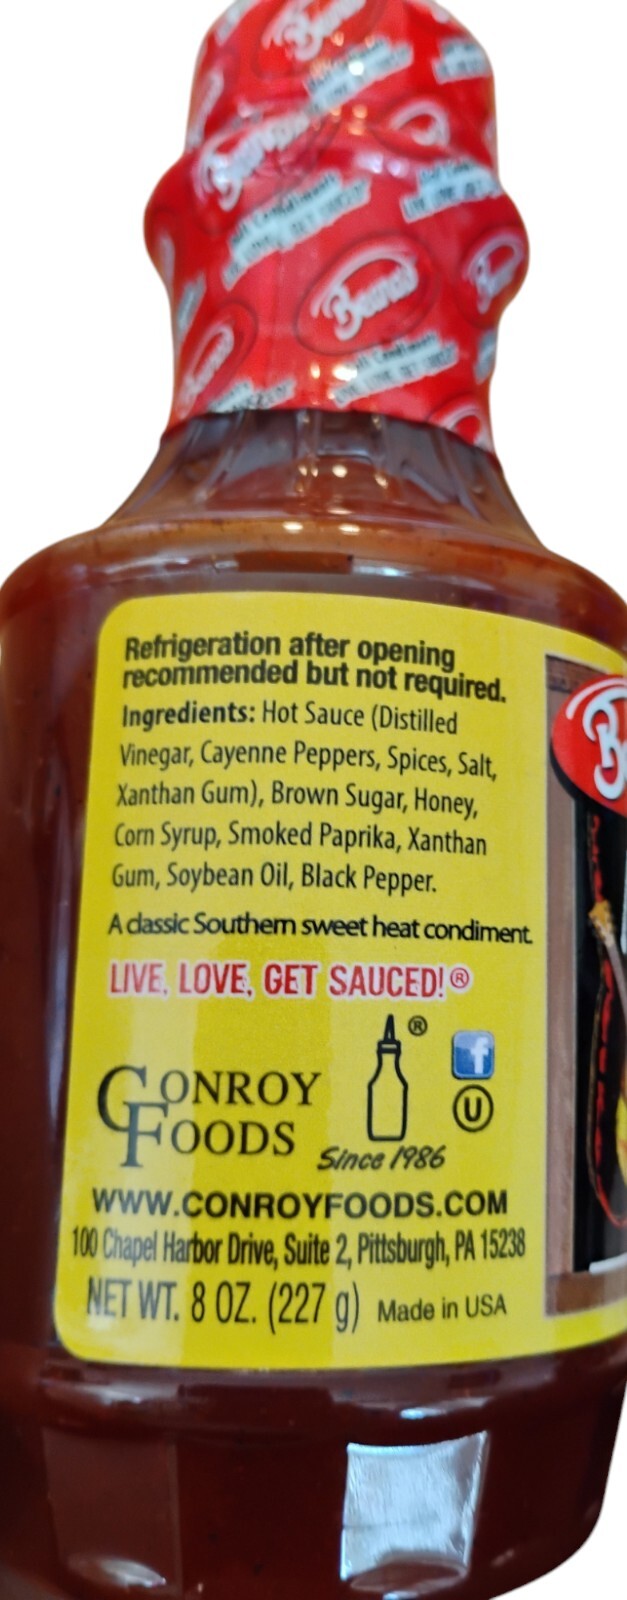 Beano's
Refrigeration after opening
recommended but not required.
Ingredients: Hot Sauce (Distilled
Vinegar, Cayenne Peppers, Spices, Salt,
Xanthan Gum), Brown Sugar, Honey,
Corn Syrup, Smoked Paprika, Xanthan
Gum, Soybean Oil, Black Pepper.
A classic Southern sweet heat condiment.
LIVE, LOVE, GET SAUCED!®
®
f
U
CONROY
FOODS
Since 1986
WWW.CONROYFOODS.COM
100 Chapel Harbor Drive, Suite 2, Pittsburgh, PA 15238
NET WT. 8 OZ. (227 g) Made in USA